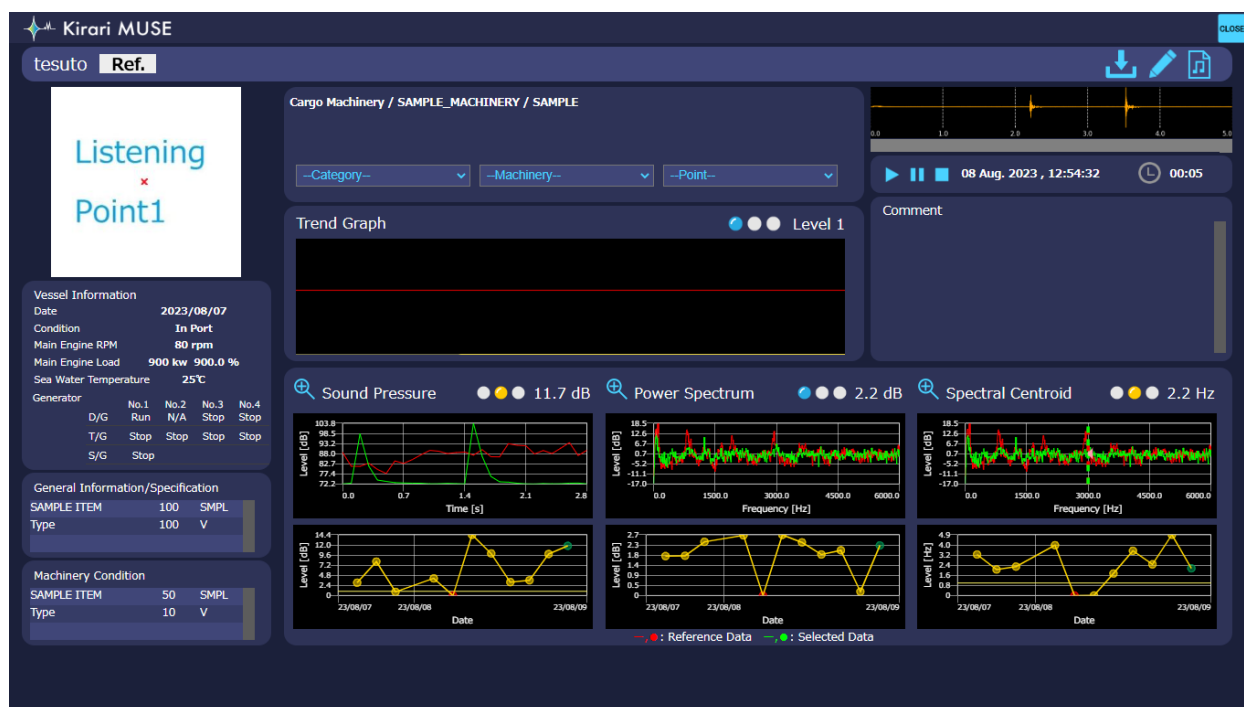 Kirari MUSE
CLOSE
tesuto Ref.
Listening
×
Point1
Cargo Machinery / SAMPLE_MACHINERY / SAMPLE
--Category-- --Machinery-- --Point--
0.0 1.0 2.0 3.0 4.0 5.0
08 Aug. 2023 , 12:54:32 00:05
Trend Graph Level 1
Comment
Vessel Information
Date 2023/08/07
Condition In Port
Main Engine RPM 80 rpm
Main Engine Load 900 kw 900.0 %
Sea Water Temperature 25℃
Generator
No.1 No.2 No.3 No.4
D/G Run N/A Stop Stop
T/G Stop Stop Stop Stop
S/G Stop
General Information/Specification
SAMPLE ITEM 100 SMPL
Type 100 V
Machinery Condition
SAMPLE ITEM 50 SMPL
Type 10 V
Sound Pressure 11.7 dB
Level [dB]
103.8
98.5
93.2
88.0
82.7
77.4
72.2
0.0 0.7 1.4 2.1 2.8
Time [s]
Level [dB]
14.4
12.0
9.6
7.2
4.8
2.4
0
23/08/07 23/08/08 23/08/09
Date
Power Spectrum 2.2 dB
Level [dB]
18.5
12.6
6.7
0.7
-5.2
-11.1
-17.0
0.0 1500.0 3000.0 4500.0 6000.0
Frequency [Hz]
Level [dB]
2.7
2.3
1.8
1.4
0.9
0.5
0
23/08/07 23/08/08 23/08/09
Date
Spectral Centroid 2.2 Hz
Level [dB]
18.5
12.6
6.7
0.7
-5.2
-11.1
-17.0
0.0 1500.0 3000.0 4500.0 6000.0
Frequency [Hz]
Level [Hz]
4.9
4.0
3.2
2.4
1.6
0.8
0
23/08/07 23/08/08 23/08/09
Date
: Reference Data : Selected Data